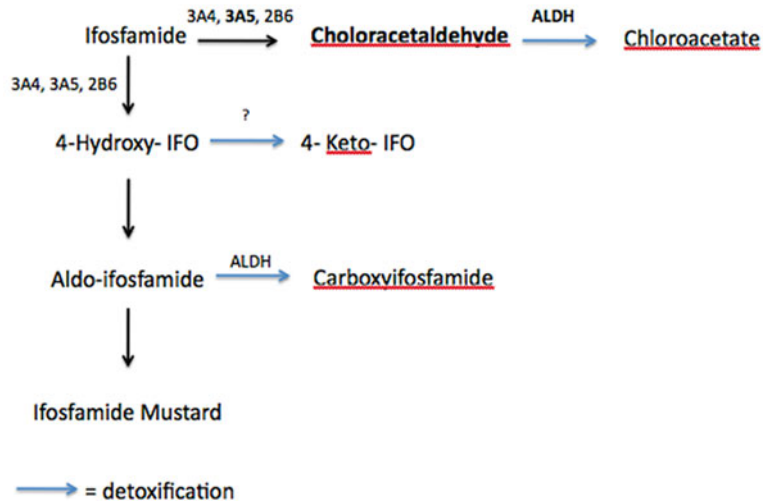 3A4, 3A5, 2B6
Ifosfamide
Choloracetaldehyde
ALDH
Chloroacetate
3A4, 3A5, 2B6
4-Hydroxy- IFO
?
4- Keto- IFO
Aldo-ifosfamide
ALDH
Carboxyifosfamide
Ifosfamide Mustard
= detoxification